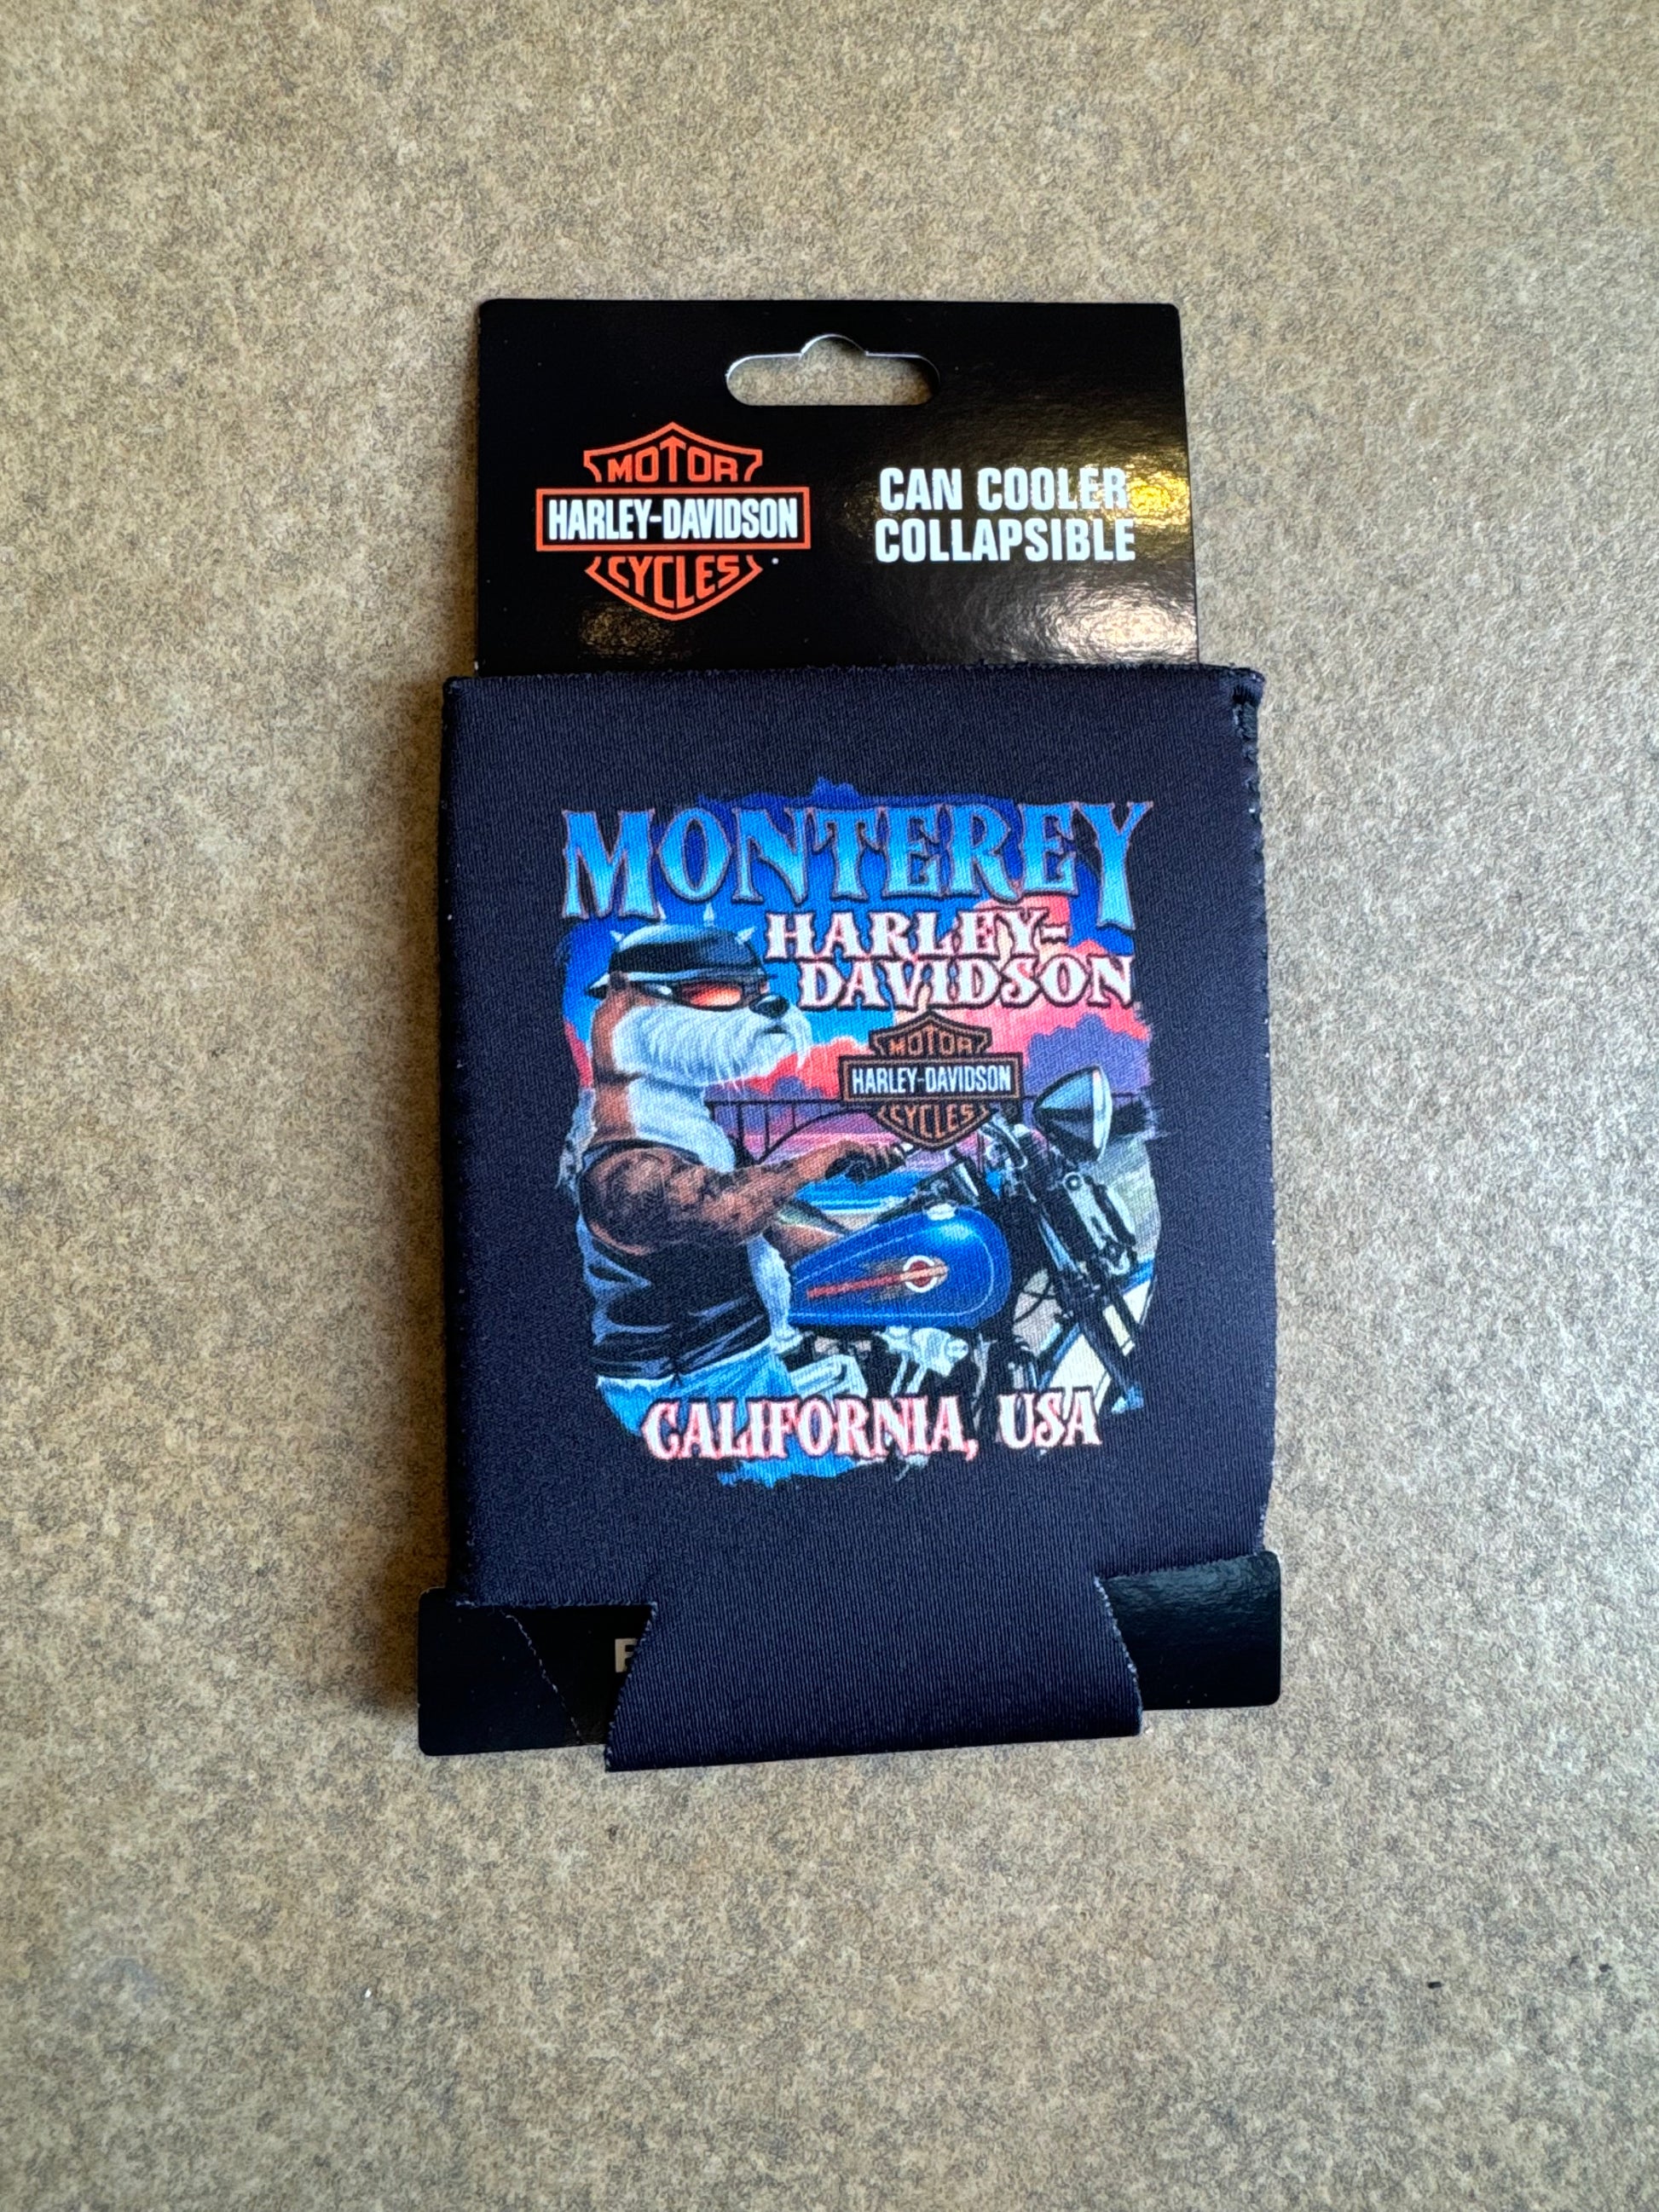 MOTOR
HARLEY-DAVIDSON
CYCLES
CAN COOLER
COLLAPSIBLE
MONTEREY
HARLEY-
DAVIDSON
MOTOR
HARLEY-DAVIDSON
CYCLES
CALIFORNIA, USA